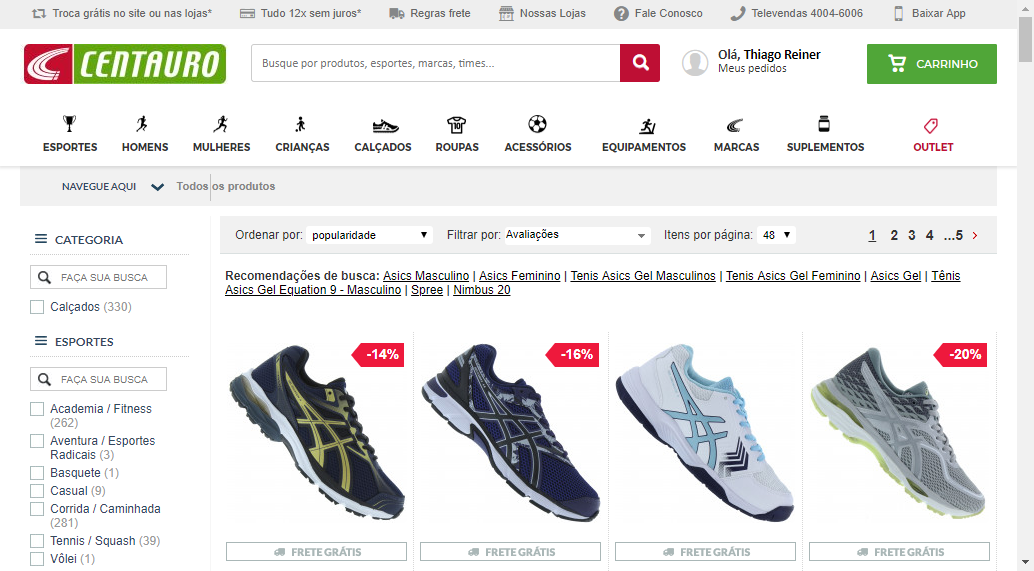 Troca grátis no site ou nas lojas* Tudo 12x sem juros* Regras frete Nossas Lojas Fale Conosco Televendas 4004-6006 Baixar App
CENTAURO
Busque por produtos, esportes, marcas, times...
Olá, Thiago Reiner
Meus pedidos
CARRINHO
10
ESPORTES HOMENS MULHERES CRIANÇAS CALÇADOS ROUPAS ACESSÓRIOS EQUIPAMENTOS MARCAS SUPLEMENTOS OUTLET
NAVEGUE AQUI Todos os produtos
CATEGORIA
FAÇA SUA BUSCA
Calçados (330)
ESPORTES
FAÇA SUA BUSCA
Academia / Fitness
(262)
Aventura / Esportes
Radicais (3)
Basquete (1)
Casual (9)
Corrida / Caminhada
(281)
Tennis / Squash (39)
Vôlei (1)
Ordenar por: popularidade Filtrar por: Avaliações Itens por página: 48 1 2 3 4 ...5
Recomendações de busca: Asics Masculino | Asics Feminino | Tenis Asics Gel Masculinos | Tenis Asics Gel Feminino | Asics Gel | Tênis
Asics Gel Equation 9 - Masculino | Spree | Nimbus 20
-14% -16% -20%
FRETE GRÁTIS FRETE GRÁTIS FRETE GRÁTIS FRETE GRÁTIS